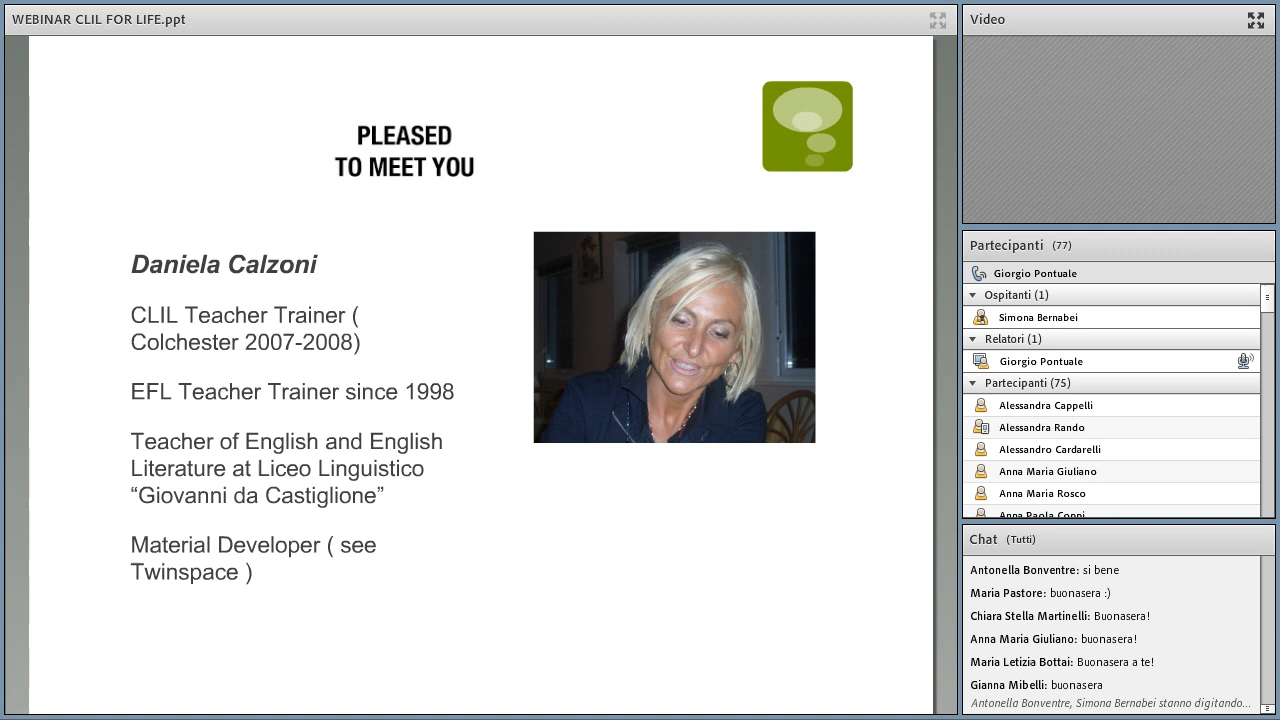 WEBINAR CLIL FOR LIFE.ppt
PLEASED
TO MEET YOU
Daniela Calzoni
CLIL Teacher Trainer (
Colchester 2007-2008)
EFL Teacher Trainer since 1998
Teacher of English and English
Literature at Liceo Linguistico
“Giovanni da Castiglione”
Material Developer ( see
Twinspace )
Video
Partecipanti (77)
Giorgio Pontuale
Ospitanti (1)
Simona Bernabei
Relatori (1)
Giorgio Pontuale
Partecipanti (75)
Alessandra Cappelli
Alessandra Rando
Alessandro Cardarelli
Anna Maria Giuliano
Anna Maria Rosco
Anna Paola Coppi
Chat (Tutti)
Antonella Bonventre: si bene
Maria Pastore: buonasera :)
Chiara Stella Martinelli: Buonasera!
Anna Maria Giuliano: buonasera!
Maria Letizia Bottai: Buonasera a te!
Gianna Mibelli: buonasera
Antonella Bonventre, Simona Bernabei stanno digitando...